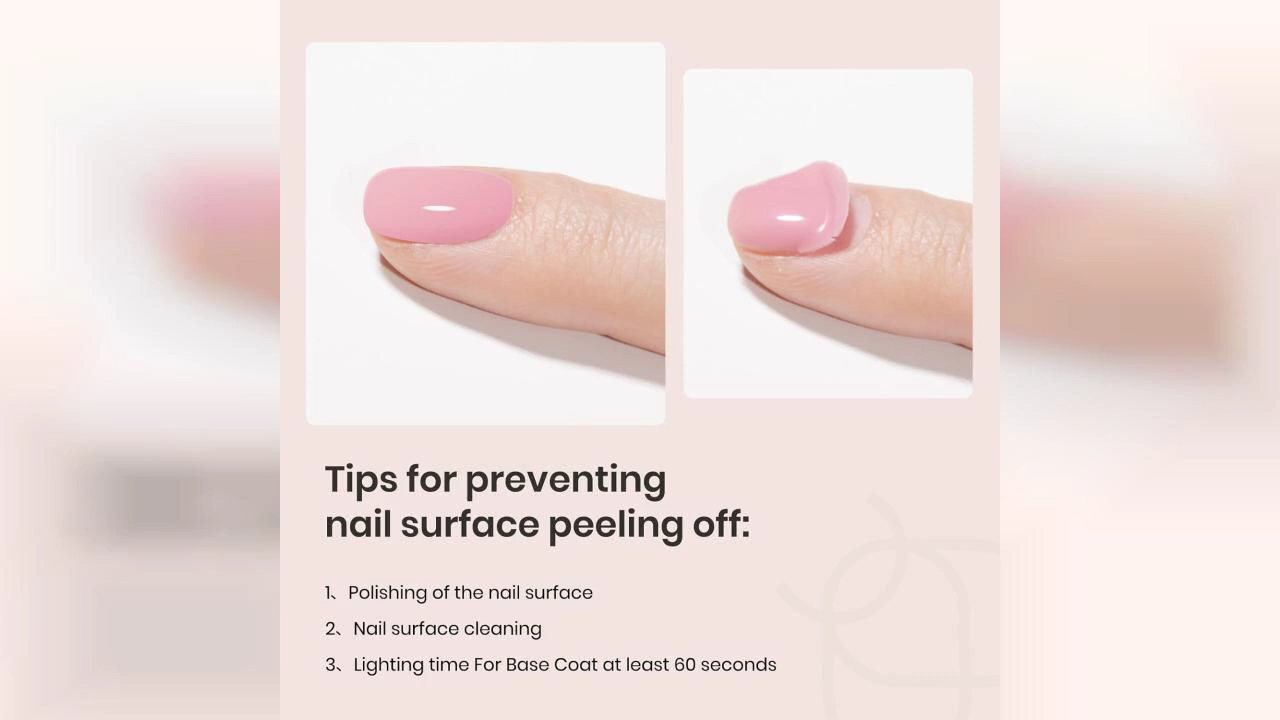 Tips for preventing
nail surface peeling off:
1、Polishing of the nail surface
2、Nail surface cleaning
3、Lighting time For Base Coat at least 60 seconds